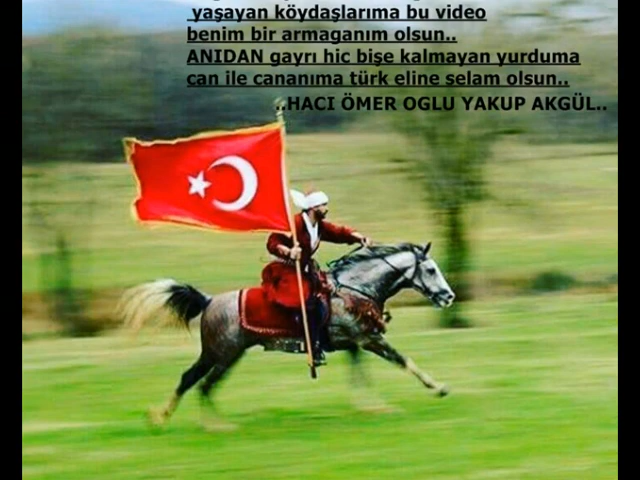 yaşayan köydaşlarıma bu video
benim bir armaganım olsun..
ANIDAN gayrı hic bişe kalmayan yurduma
can ile cananıma türk eline selam olsun..
..HACI ÖMER OGLU YAKUP AKGÜL..